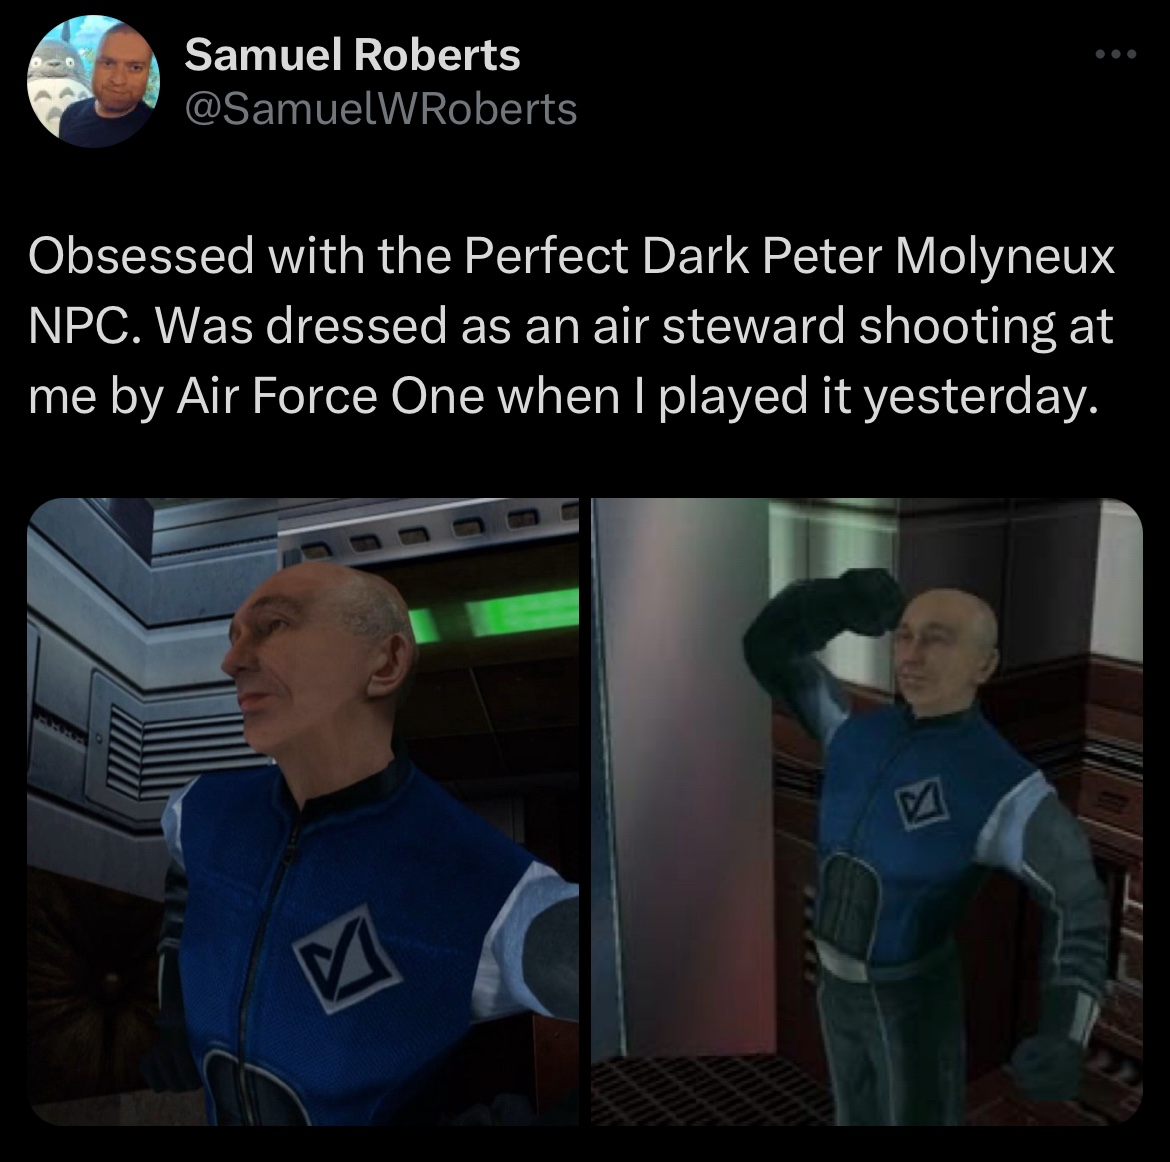 Samuel Roberts
@SamuelWRoberts
Obsessed with the Perfect Dark Peter Molyneux
NPC. Was dressed as an air steward shooting at
me by Air Force One when I played it yesterday.